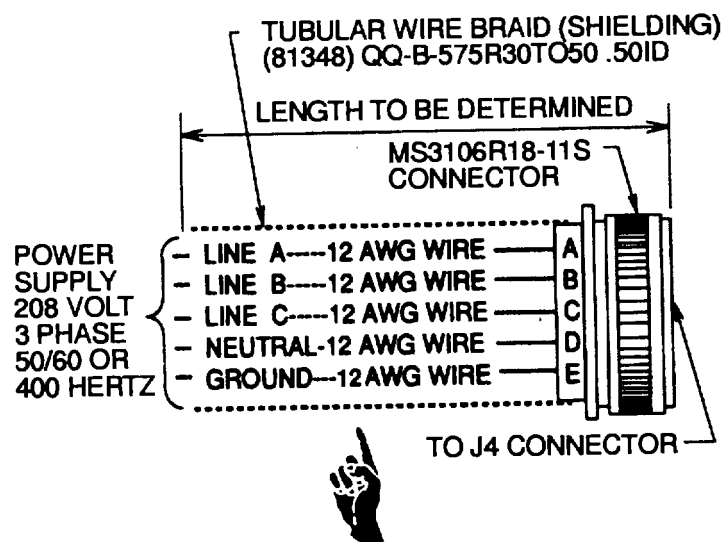 TUBULAR WIRE BRAID (SHIELDING)
(81348) QQ-B-575R30TO50 .50ID
LENGTH TO BE DETERMINED
MS3106R18-11S
CONNECTOR
POWER
SUPPLY
208 VOLT
3 PHASE
50/60 OR
400 HERTZ
- LINE A-----12 AWG WIRE A
- LINE B-----12 AWG WIRE B
- LINE C-----12 AWG WIRE C
- NEUTRAL-12 AWG WIRE D
- GROUND---12 AWG WIRE E
TO J4 CONNECTOR